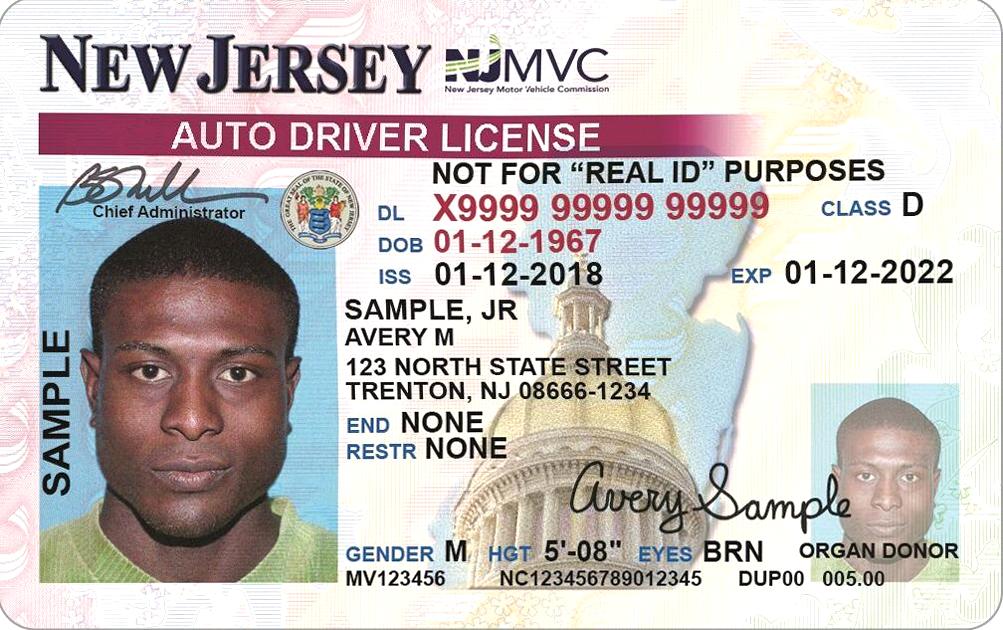 NEW JERSEY NJMVC
New Jersey Motor Vehicle Commission
AUTO DRIVER LICENSE
NOT FOR “REAL ID” PURPOSES
Chief Administrator
THE GREAT SEAL OF THE STATE OF NEW JERSEY
DL X9999 99999 99999 CLASS D
DOB 01-12-1967
ISS 01-12-2018 EXP 01-12-2022
SAMPLE, JR
AVERY M
123 NORTH STATE STREET
TRENTON, NJ 08666-1234
END NONE
RESTR NONE
SAMPLE
Avery Sample
GENDER M HGT 5'-08" EYES BRN ORGAN DONOR
MV123456 NC123456789012345 DUP00 005.00